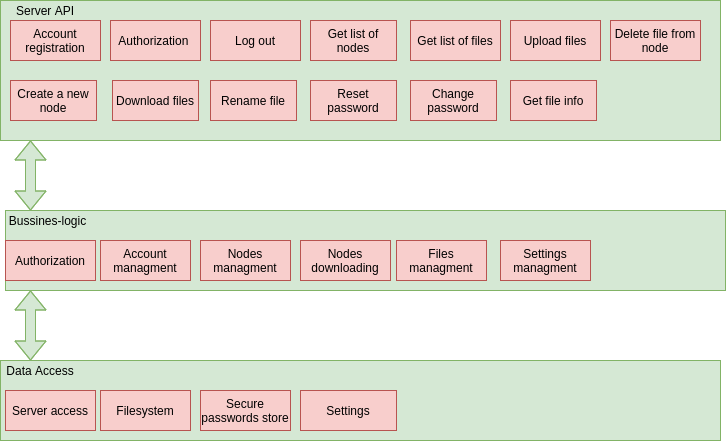 Server API
Account
registration
Authorization
Log out
Get list of
nodes
Get list of files
Upload files
Delete file from
node
Create a new
node
Download files
Rename file
Reset
password
Change
password
Get file info
Bussines-logic
Authorization
Account
managment
Nodes
managment
Nodes
downloading
Files
managment
Settings
managment
Data Access
Server access
Filesystem
Secure
passwords store
Settings